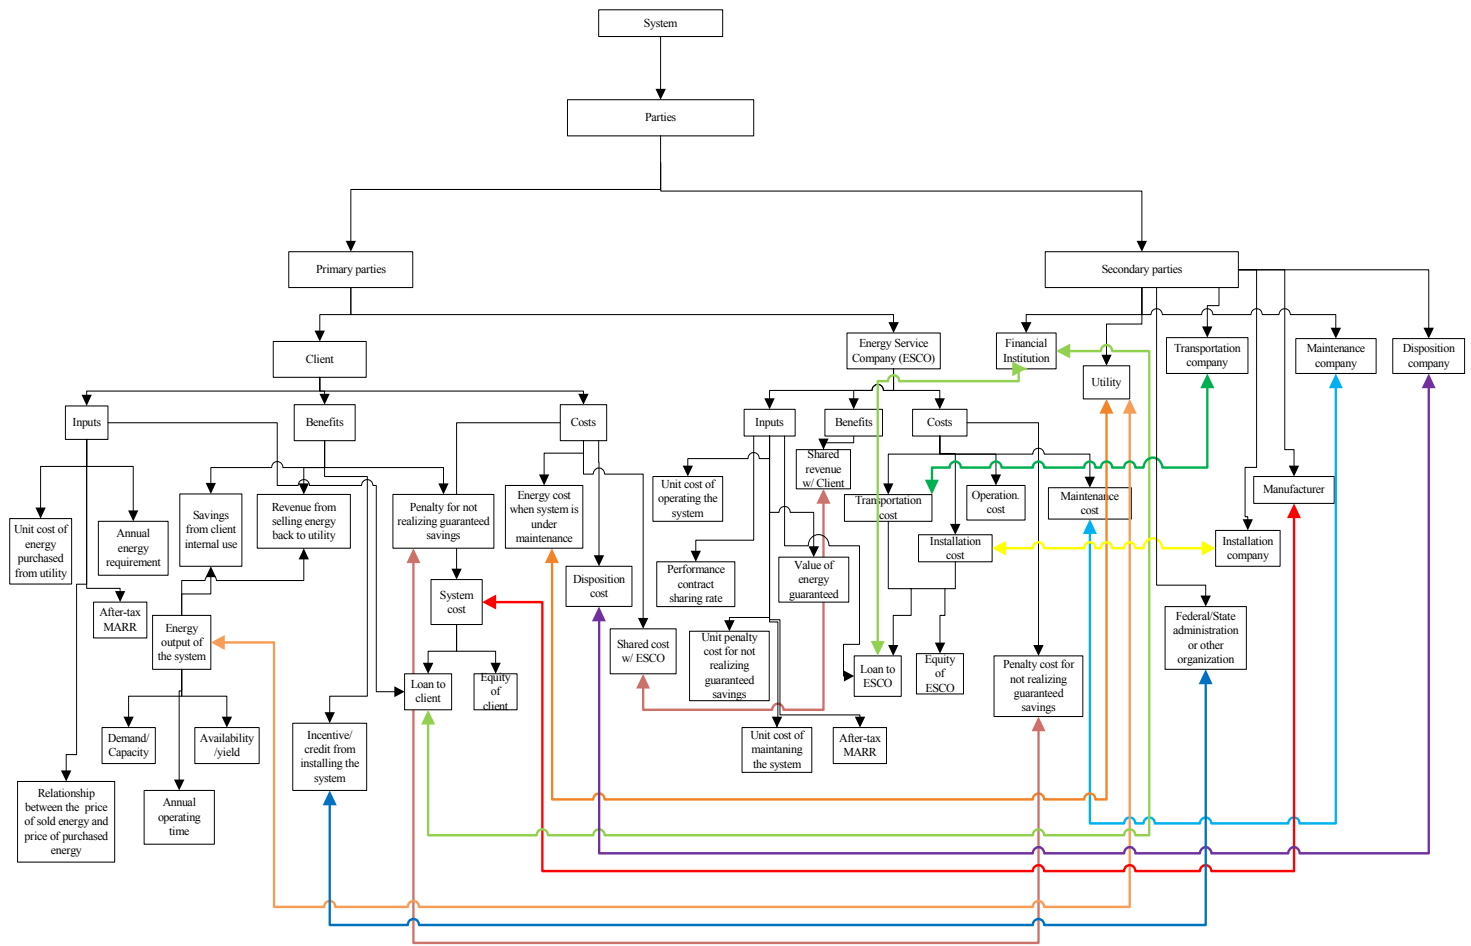 System
Parties
Primary parties
Secondary parties
Client
Energy Service
Company (ESCO)
Financial
Institution
Utility
Transportation
company
Maintenance
company
Disposition
company
Inputs
Benefits
Costs
Inputs
Benefits
Costs
Shared
revenue
w/ Client
Unit cost of
energy
purchased
from utility
Annual
energy
requirement
Savings
from client
internal use
Revenue from
selling energy
back to utility
Penalty for not
realizing guaranteed
savings
Energy cost
when system is
under
maintenance
Unit cost of
operating the
system
Transportation
cost
Operation.
cost
Maintenance
cost
Manufacturer
Installation
cost
Installation
company
After-tax
MARR
Energy
output of
the system
System
cost
Disposition
cost
Performance
contract
sharing rate
Value of
energy
guaranteed
Shared cost
w/ ESCO
Unit penalty
cost for not
realizing
guaranteed
savings
Loan to
ESCO
Equity
of
ESCO
Penalty cost for
not realizing
guaranteed
savings
Federal/State
administration
or other
organization
Loan to
client
Equity
of
client
Demand/
Capacity
Availability
/yield
Incentive/
credit from
installing the
system
Unit cost of
maintaning
the system
After-tax
MARR
Relationship
between the price
of sold energy and
price of purchased
energy
Annual
operating
time